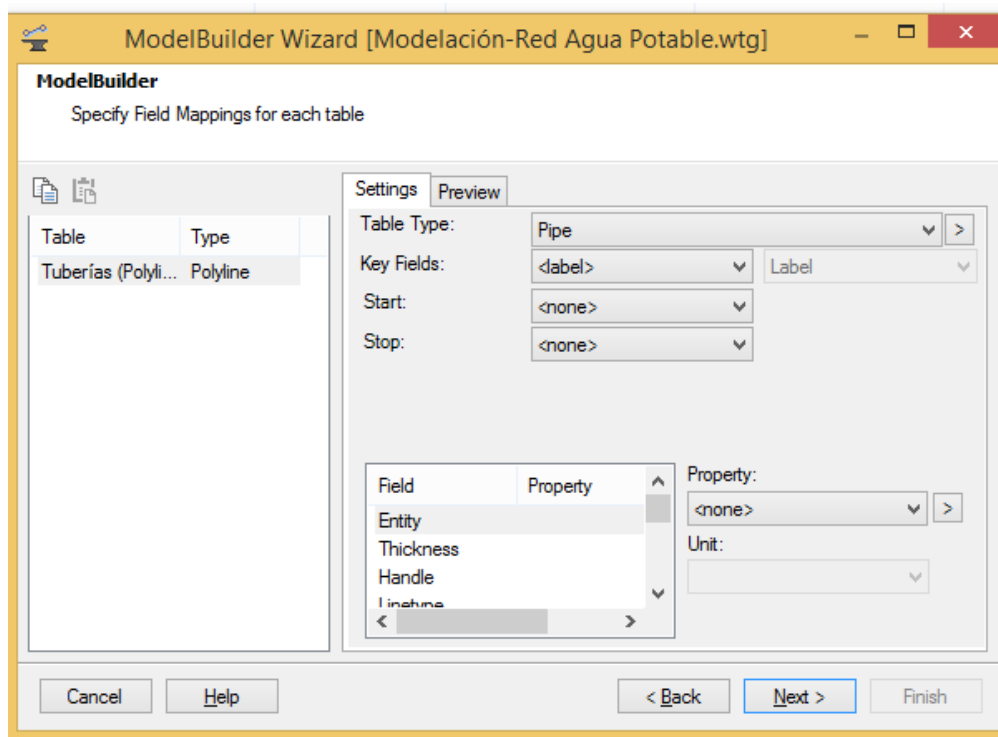 ModelBuilder Wizard [Modelación-Red Agua Potable.wtg]
ModelBuilder
Specify Field Mappings for each table
Table Type
Tuberías (Polyli... Polyline
Settings Preview
Table Type: Pipe >
Key Fields: <label> Label
Start: <none>
Stop: <none>
Field Property
Entity
Thickness
Handle
Linetype
Property:
<none> >
Unit:
Cancel Help < Back Next > Finish